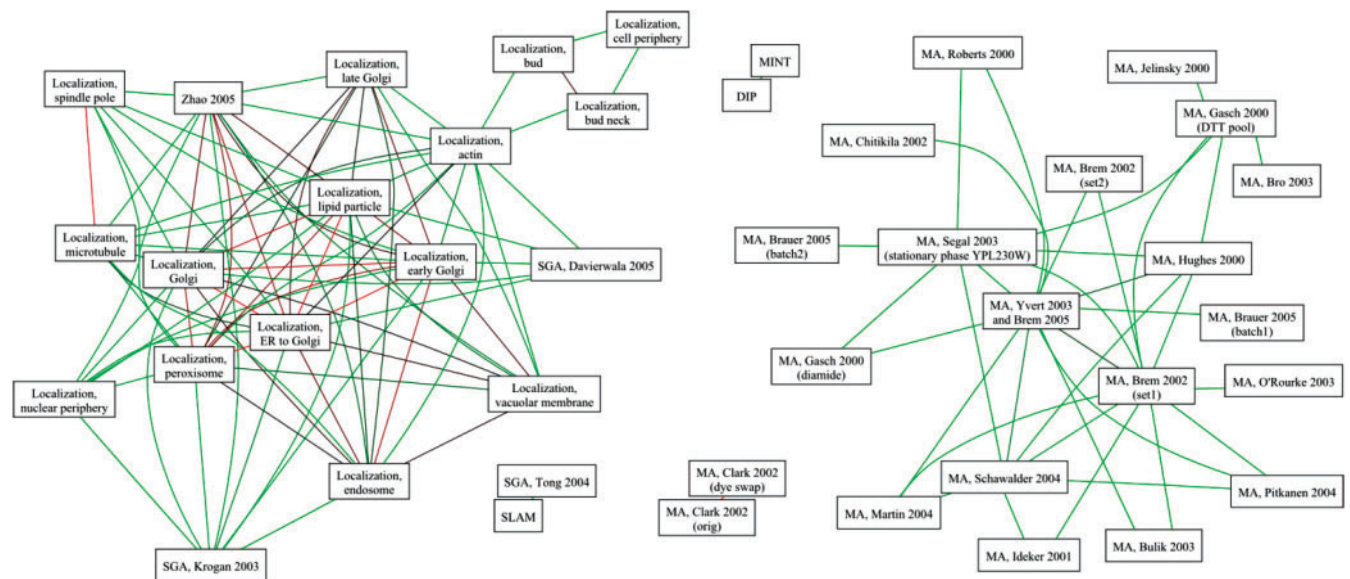 Localization,
cell periphery
Localization,
bud
Localization,
late Golgi
Localization,
spindle pole
Zhao 2005
Localization,
bud neck
Localization,
actin
Localization,
lipid particle
Localization,
microtubule
Localization,
Golgi
Localization,
early Golgi
SGA, Davierwala 2005
Localization,
ER to Golgi
Localization,
peroxisome
Localization,
nuclear periphery
Localization,
vacuolar membrane
Localization,
endosome
SGA, Tong 2004
SLAM
SGA, Krogan 2003
MINT
DIP
MA, Clark 2002
(dye swap)
MA, Clark 2002
(orig)
MA, Roberts 2000
MA, Jelinsky 2000
MA, Gasch 2000
(DTT pool)
MA, Chitikila 2002
MA, Brem 2002
(set2)
MA, Bro 2003
MA, Brauer 2005
(batch2)
MA, Segal 2003
(stationary phase YPL230W)
MA, Hughes 2000
MA, Yvert 2003
and Brem 2005
MA, Brauer 2005
(batch1)
MA, Gasch 2000
(diamide)
MA, Brem 2002
(set1)
MA, O'Rourke 2003
MA, Schawalder 2004
MA, Pitkanen 2004
MA, Martin 2004
MA, Ideker 2001
MA, Bulik 2003